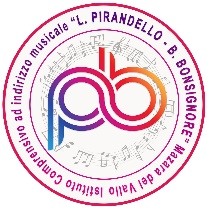 Istituto Comprensivo ad indirizzo musicale "L. PIRANDELLO - B. BONSIGNORE" Mazara del Vallo
pb